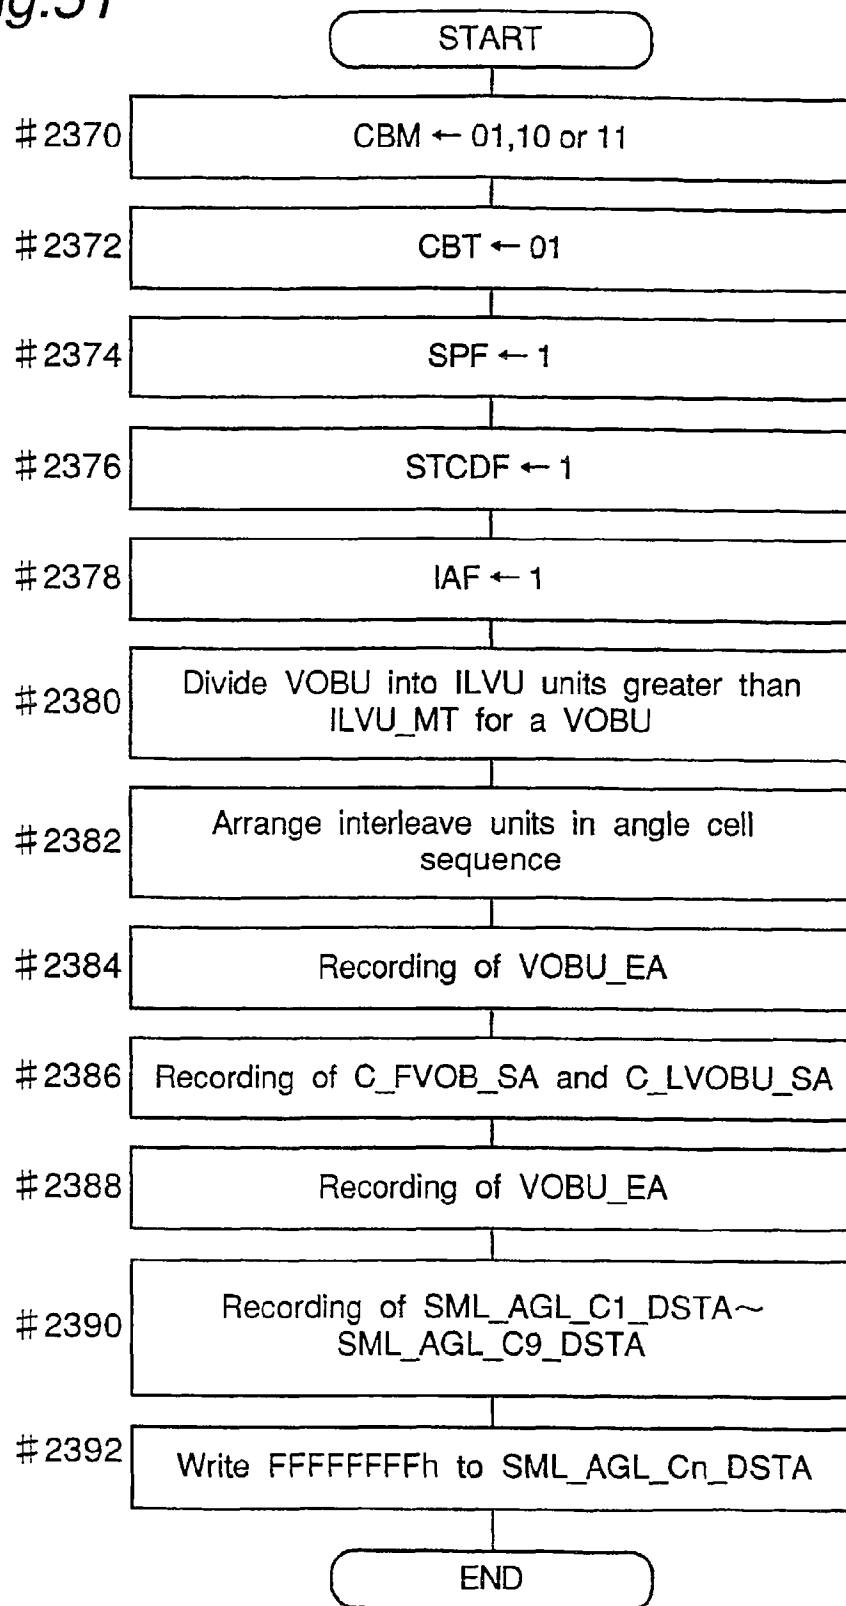 ig.51
START
#2370 CBM ← 01,10 or 11
#2372 CBT ← 01
#2374 SPF ← 1
#2376 STCDF ← 1
#2378 IAF ← 1
#2380 Divide VOBU into ILVU units greater than
ILVU_MT for a VOBU
#2382 Arrange interleave units in angle cell
sequence
#2384 Recording of VOBU_EA
#2386 Recording of C_FVOB_SA and C_LVOBU_SA
#2388 Recording of VOBU_EA
#2390 Recording of SML_AGL_C1_DSTA~
SML_AGL_C9_DSTA
#2392 Write FFFFFFFFh to SML_AGL_Cn_DSTA
END